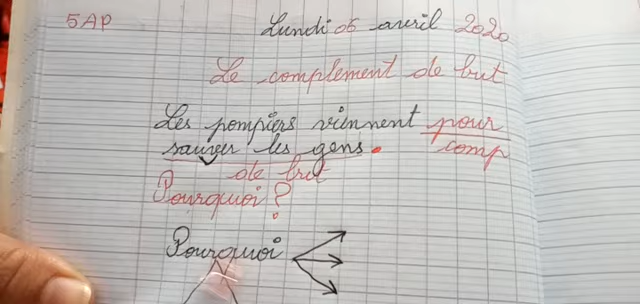 5AP
Lundi 06 avril 2020
Le complement de but
Les pompiers viennent pour
sauver les gens. comp
de but
Pourquoi ?
Pourquoi